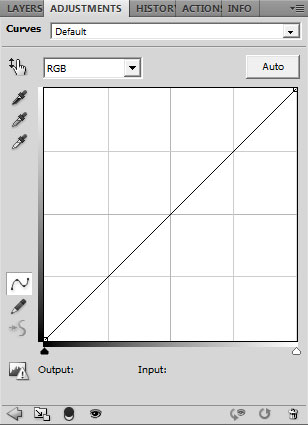 LAYERS ADJUSTMENTS HISTOR ACTION INFO
Curves Default
RGB Auto
Output: Input: